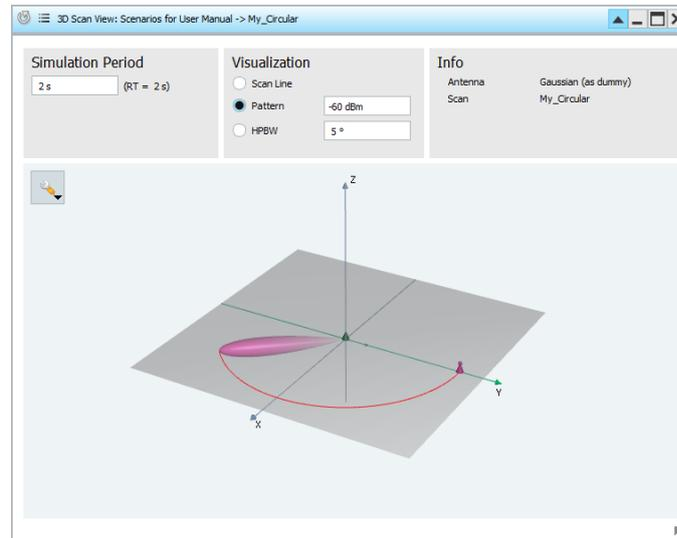 3D Scan View: Scenarios for User Manual -> My_Circular
Simulation Period
2 s (RT = 2 s)
Visualization
Scan Line
Pattern -60 dBm
HPBW 5 °
Info
Antenna Gaussian (as dummy)
Scan My_Circular
Z
Y
X